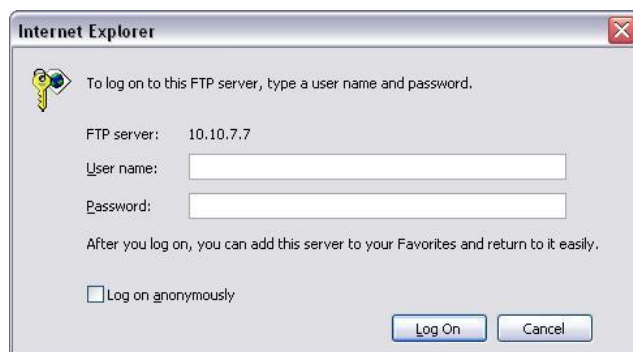 Internet Explorer
To log on to this FTP server, type a user name and password.
FTP server: 10.10.7.7
User name:
Password:
After you log on, you can add this server to your Favorites and return to it easily.
Log on anonymously
Log On Cancel